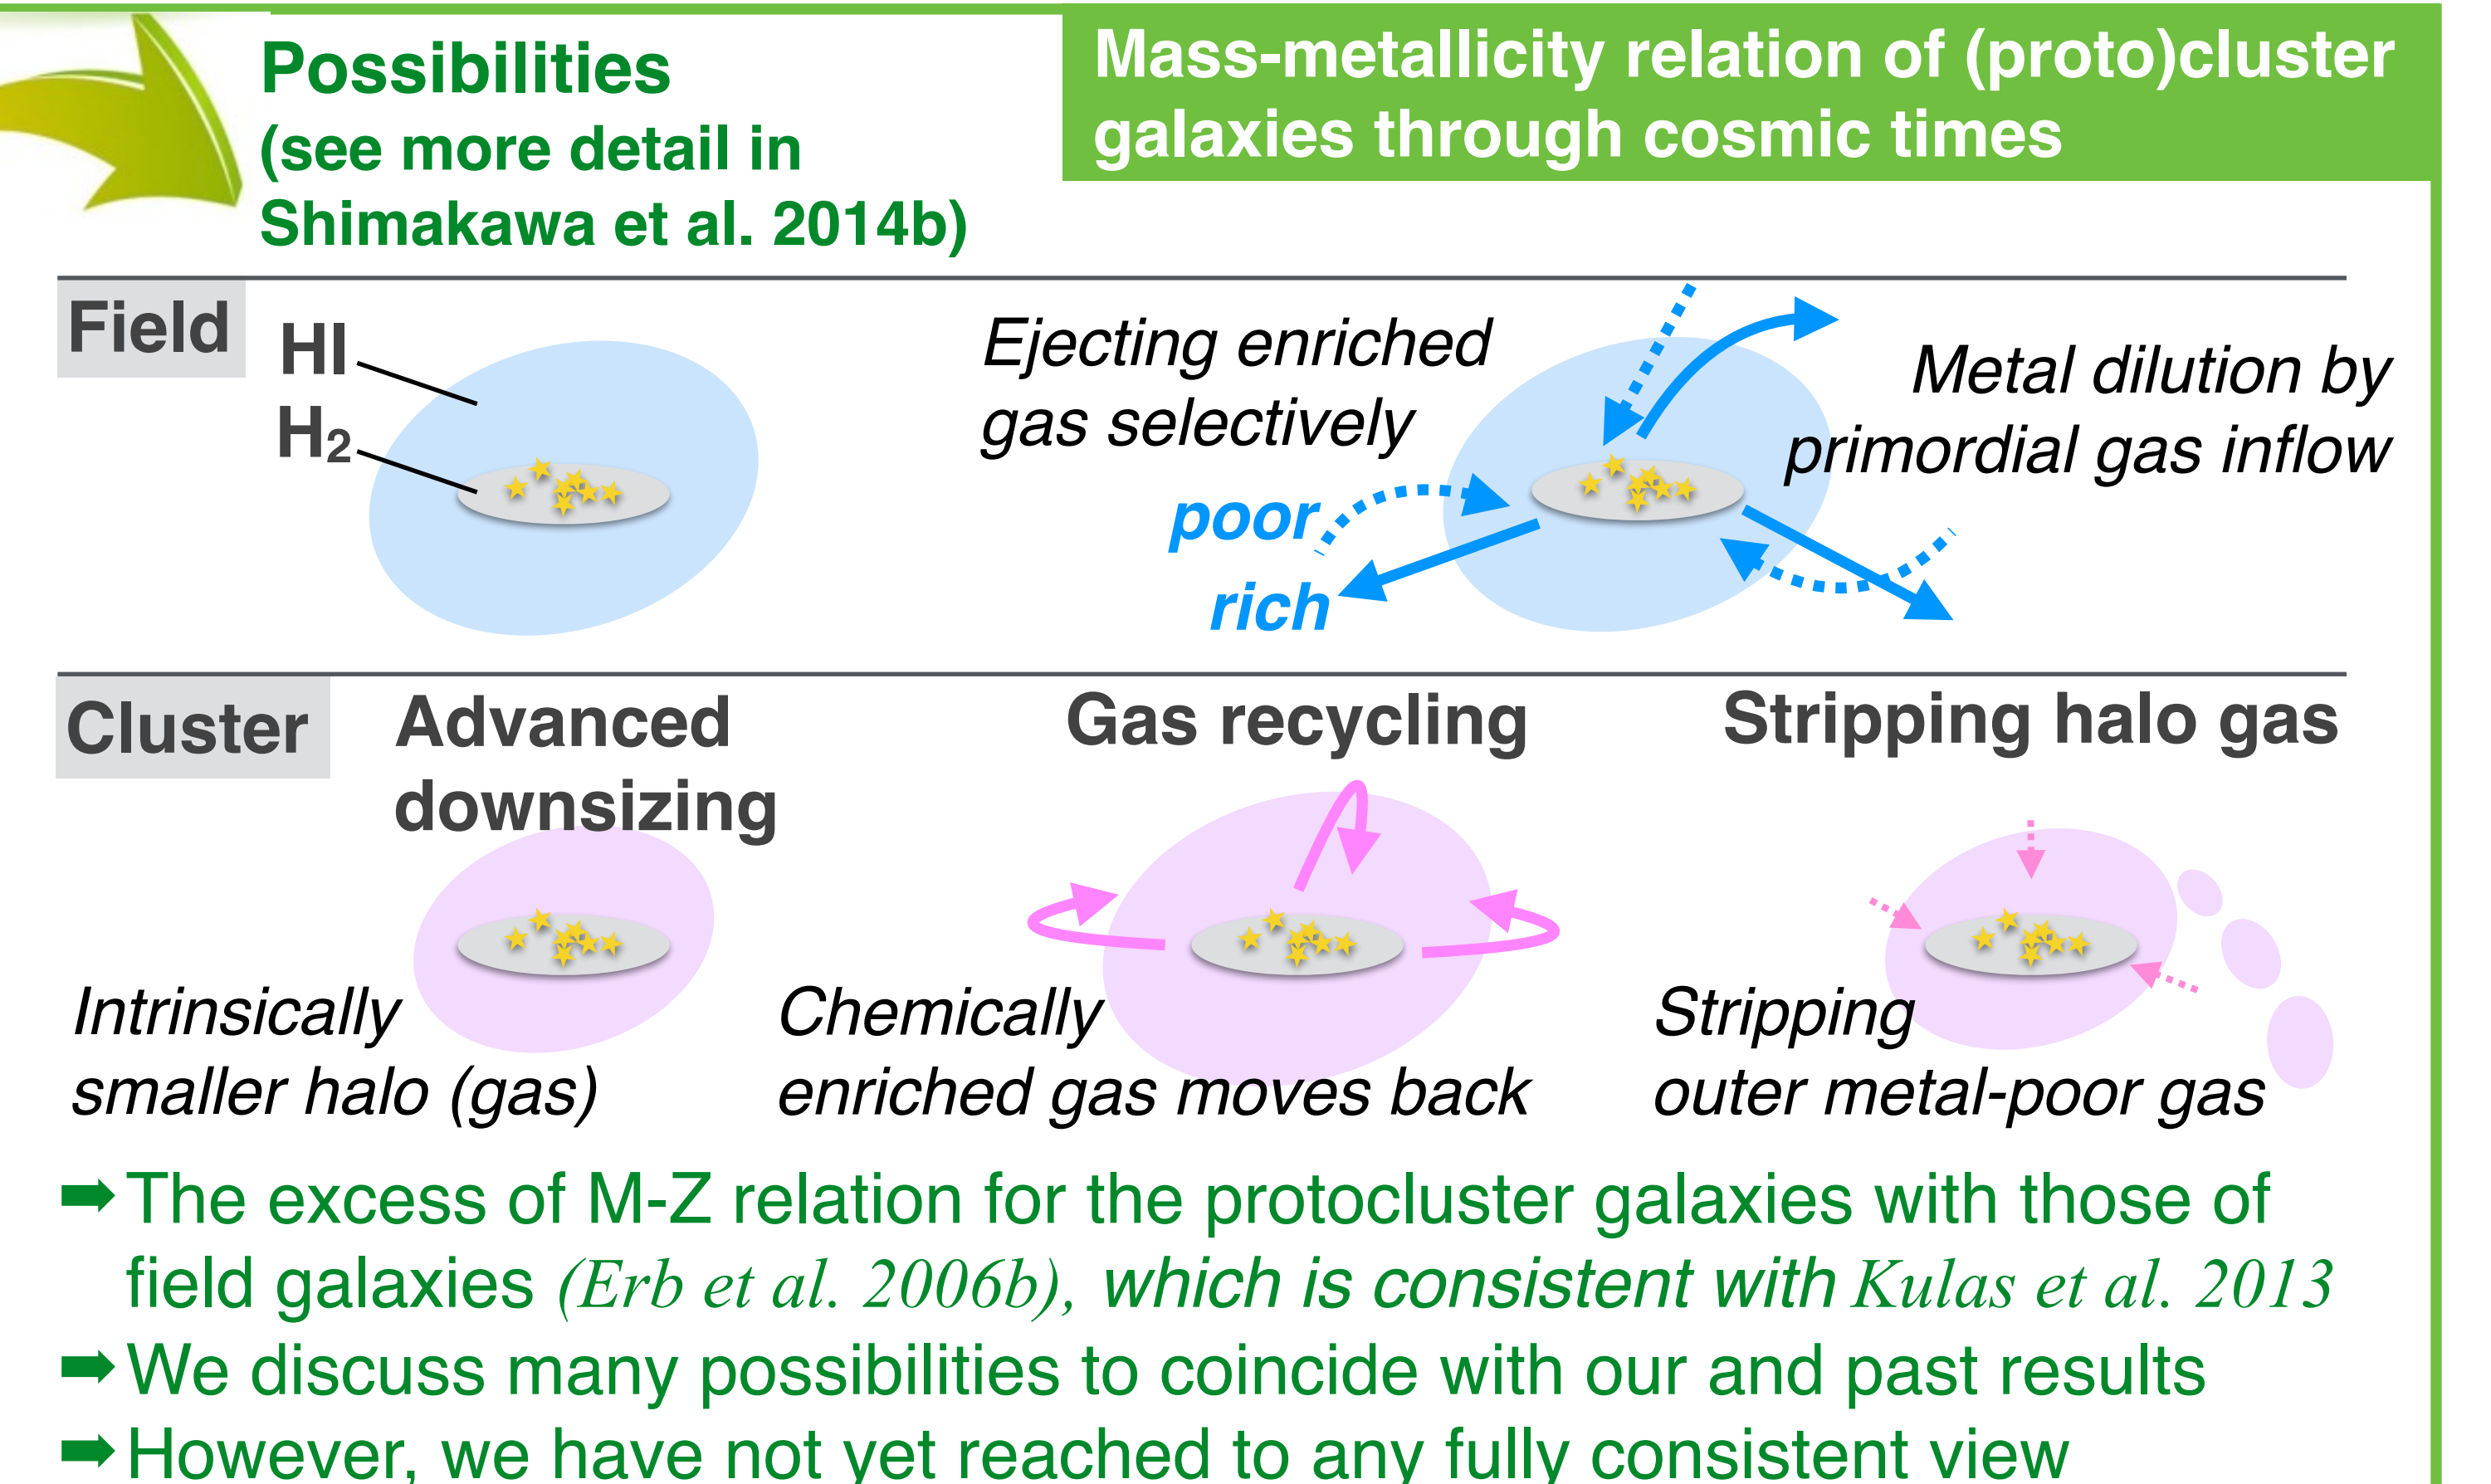 Possibilities
(see more detail in
Shimakawa et al. 2014b)
Mass-metallicity relation of (proto)cluster
galaxies through cosmic times
Field
HI
H₂
Ejecting enriched
gas selectively
Metal dilution by
primordial gas inflow
poor
rich
Cluster
Advanced
downsizing
Gas recycling
Stripping halo gas
Intrinsically
smaller halo (gas)
Chemically
enriched gas moves back
Stripping
outer metal-poor gas
➡The excess of M-Z relation for the protocluster galaxies with those of
field galaxies (Erb et al. 2006b), which is consistent with Kulas et al. 2013
➡We discuss many possibilities to coincide with our and past results
➡However, we have not yet reached to any fully consistent view